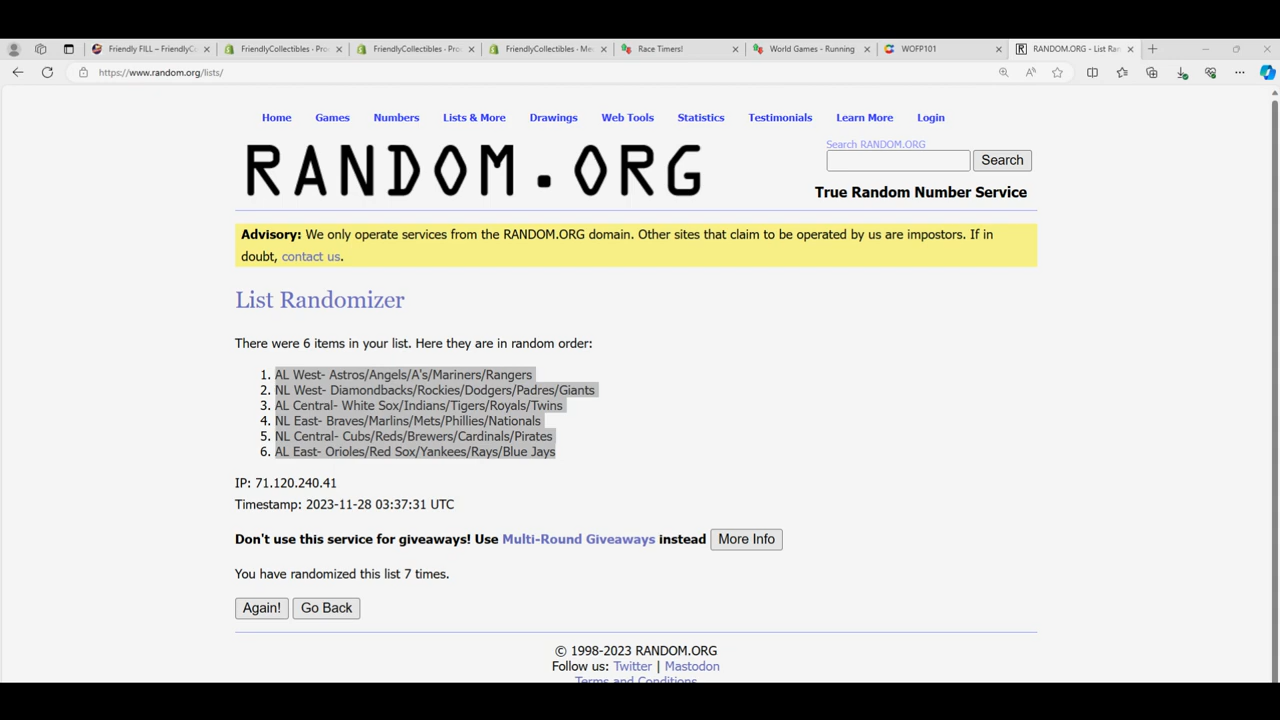 Friendly FILL – FriendlyC
FriendlyCollectibles · Pro
FriendlyCollectibles · Proc
FriendlyCollectibles · Me
Race Timers!
World Games - Running
WOFP101
RANDOM.ORG - List Ran
https://www.random.org/lists/
Home Games Numbers Lists & More Drawings Web Tools Statistics Testimonials Learn More Login
RANDOM.ORG
Search RANDOM.ORG
Search
True Random Number Service
Advisory: We only operate services from the RANDOM.ORG domain. Other sites that claim to be operated by us are impostors. If in
doubt, contact us.
List Randomizer
There were 6 items in your list. Here they are in random order:
1. AL West- Astros/Angels/A's/Mariners/Rangers
2. NL West- Diamondbacks/Rockies/Dodgers/Padres/Giants
3. AL Central- White Sox/Indians/Tigers/Royals/Twins
4. NL East- Braves/Marlins/Mets/Phillies/Nationals
5. NL Central- Cubs/Reds/Brewers/Cardinals/Pirates
6. AL East- Orioles/Red Sox/Yankees/Rays/Blue Jays
IP: 71.120.240.41
Timestamp: 2023-11-28 03:37:31 UTC
Don't use this service for giveaways! Use Multi-Round Giveaways instead More Info
You have randomized this list 7 times.
Again! Go Back
© 1998-2023 RANDOM.ORG
Follow us: Twitter | Mastodon
Terms and Conditions